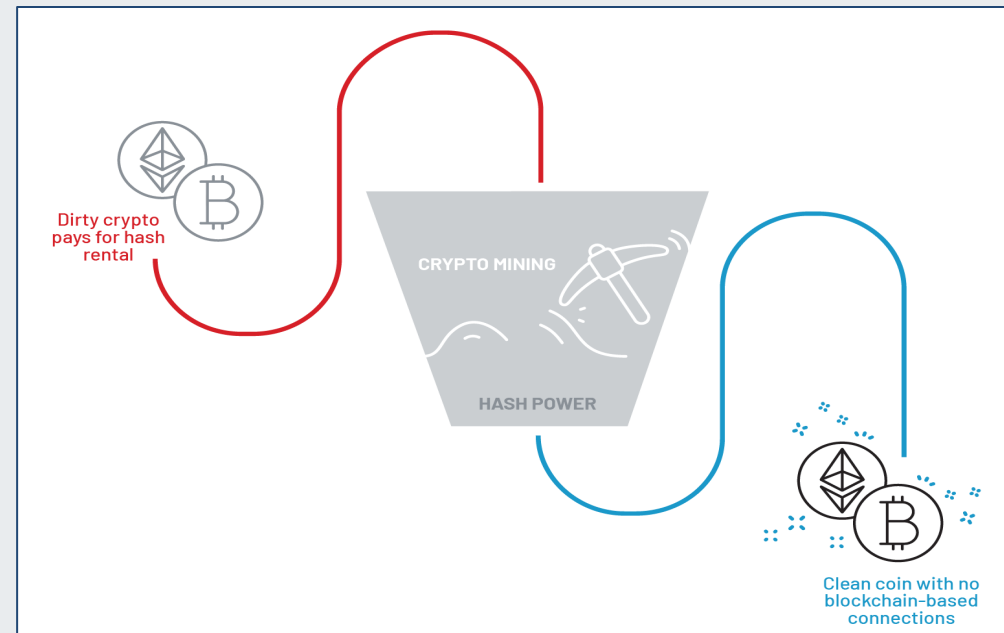 Dirty crypto
pays for hash
rental
CRYPTO MINING
HASH POWER
Clean coin with no
blockchain-based
connections